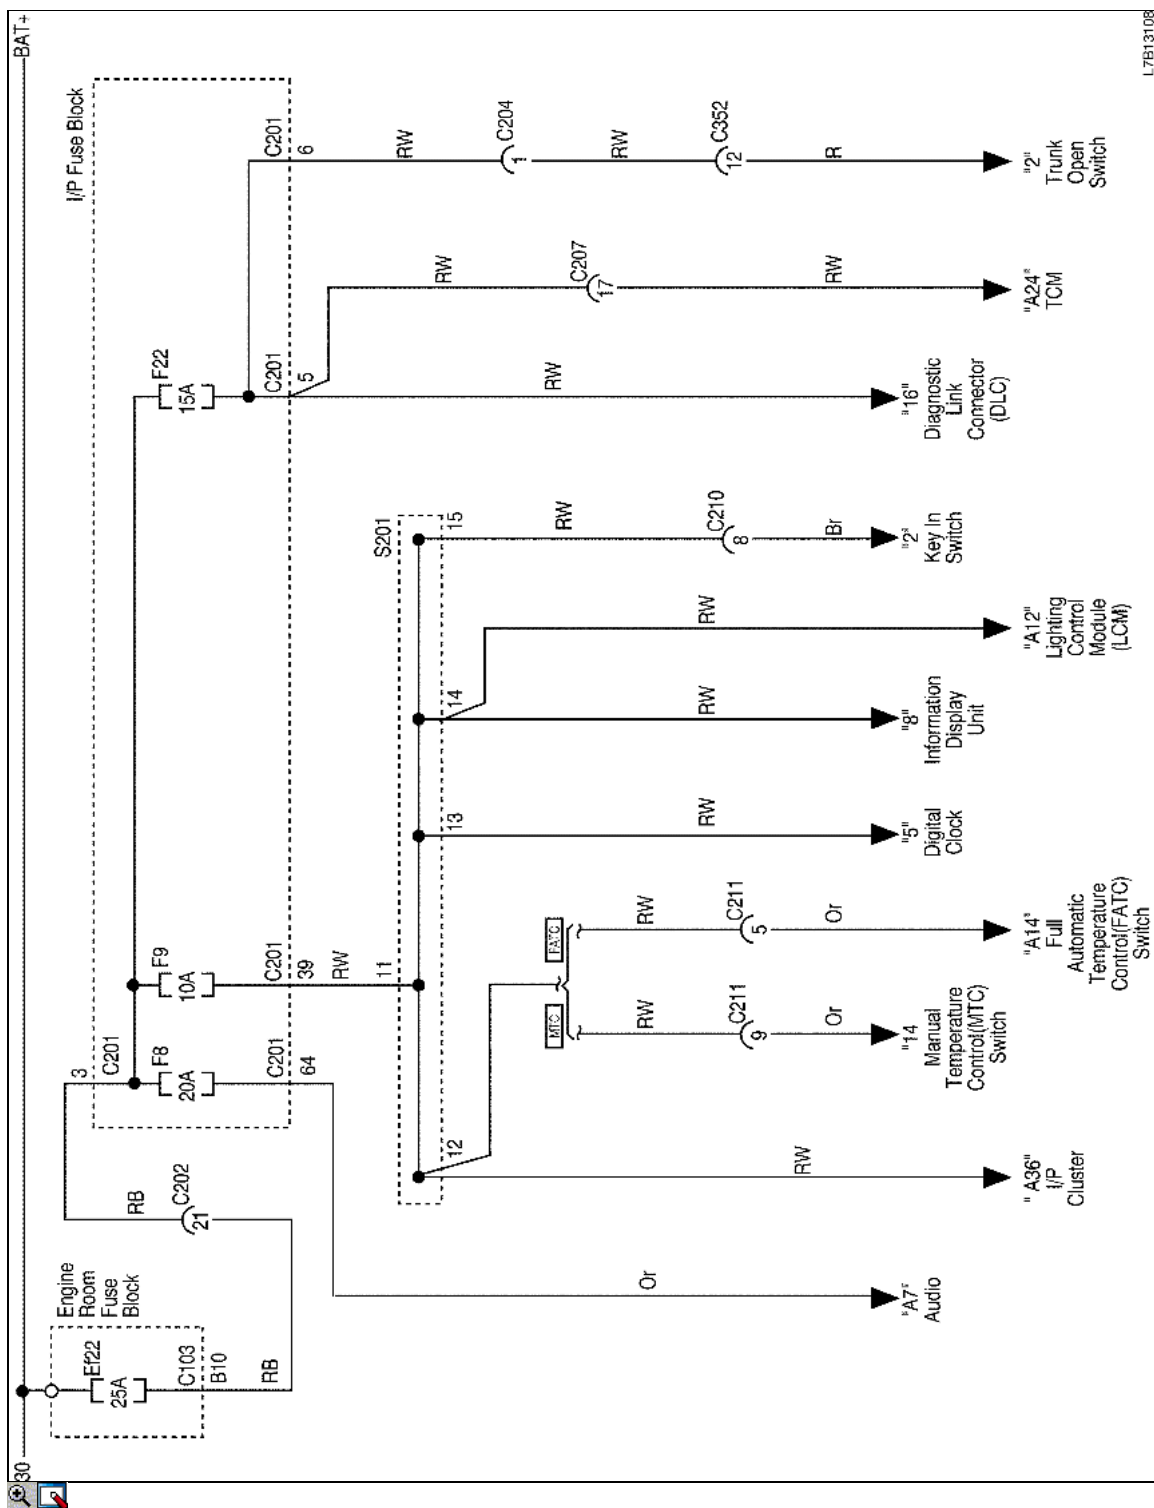 30
BAT+
Engine
Room
Fuse
Block
Ef22
25A
C103
B10
RB
RB
C202
21
I/P Fuse Block
3
C201
F8
20A
C201
64
F9
10A
C201
39
RW
11
F22
15A
C201
5
C201
6
RW
C204
1
RW
C352
12
R
RW
C207
17
RW
RW
S201
12
13
14
15
RW
C210
8
Br
RW
RW
RW
MTC
FATC
RW
C211
9
Or
RW
C211
5
Or
RW
Or
"A7"
Audio
"A36"
I/P
Cluster
"14
Manual
Temperature
Control(MTC)
Switch
"A14"
Full
Automatic
Temperature
Control(FATC)
Switch
"5"
Digital
Clock
"8"
Information
Display
Unit
"A12"
Lighting
Control
Module
(LCM)
"2"
Key In
Switch
"16"
Diagnostic
Link
Connector
(DLC)
"A24"
TCM
"2"
Trunk
Open
Switch
L7B13108